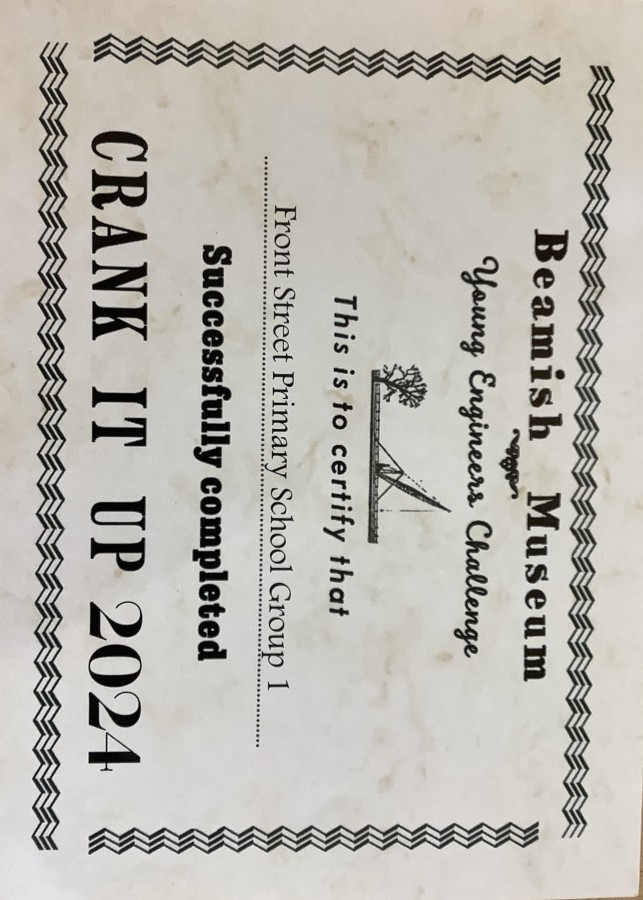 Beamish Museum
Young Engineers Challenge
This is to certify that
Front Street Primary School Group 1
Successfully completed
CRANK IT UP 2024